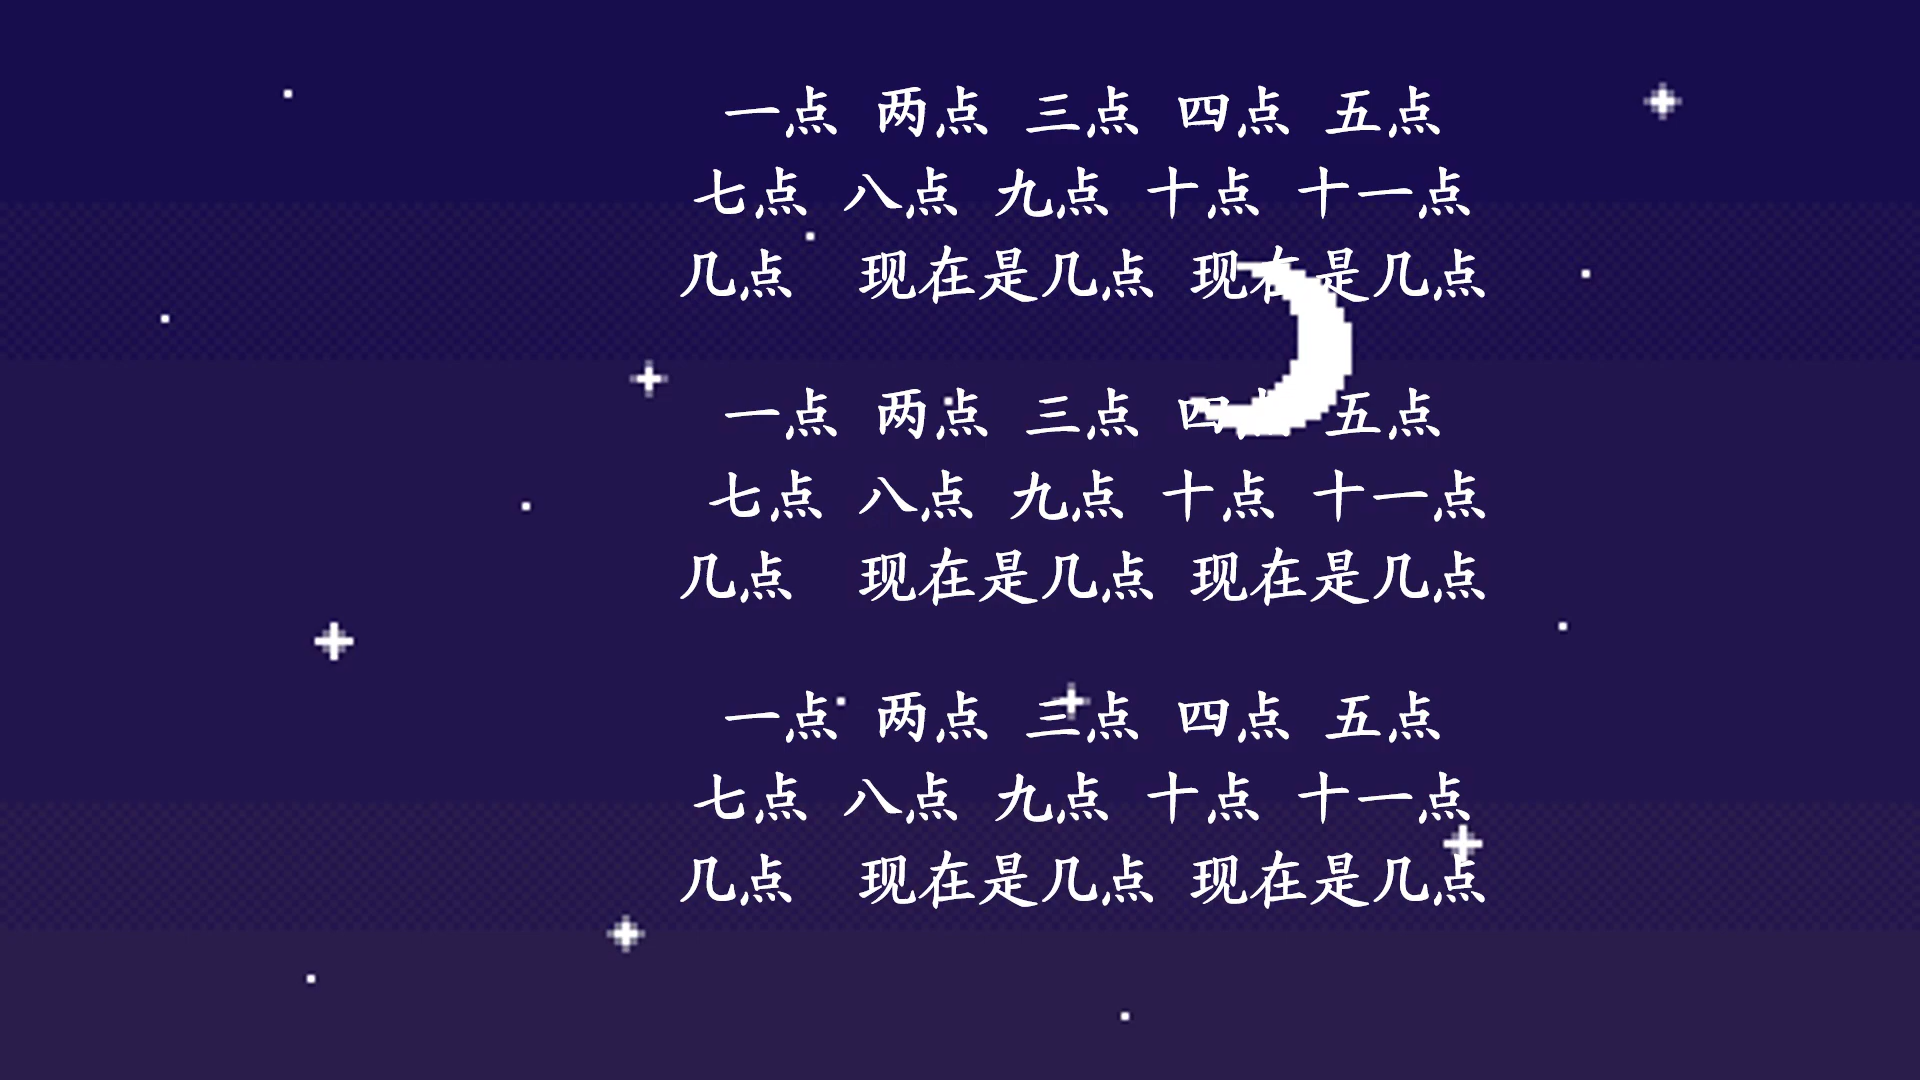 一点 两点 三点 四点 五点
七点 八点 九点 十点 十一点
几点 现在是几点 现在是几点
一点 两点 三点 四点 五点
七点 八点 九点 十点 十一点
几点 现在是几点 现在是几点
一点 两点 三点 四点 五点
七点 八点 九点 十点 十一点
几点 现在是几点 现在是几点